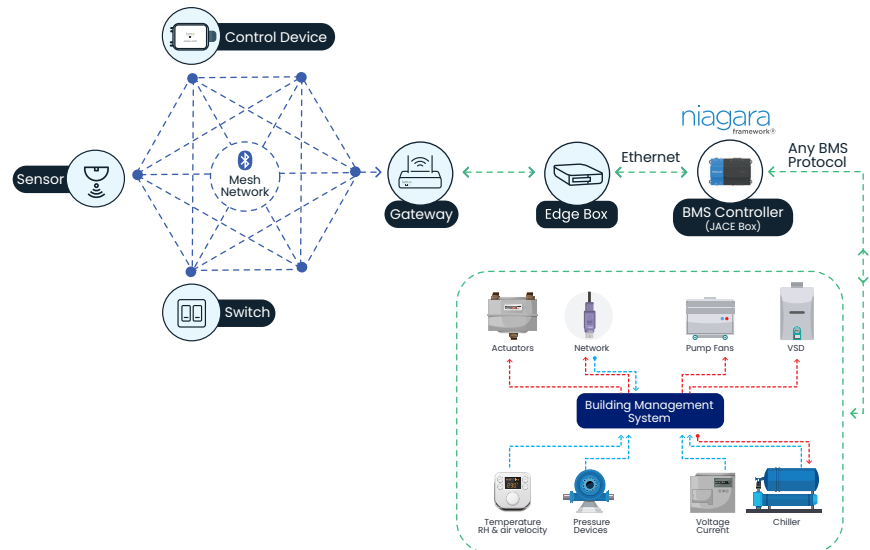 Control Device
Sensor
Mesh
Network
Switch
Gateway
Edge Box
Ethernet
niagara
framework®
BMS Controller
(JACE Box)
Any BMS
Protocol
Actuators
Network
Pump Fans
VSD
Building Management
System
Temperature
RH & air velocity
Pressure
Devices
Voltage
Current
Chiller